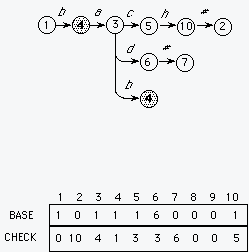 b a c h #
1 4 3 5 10 2
d #
6 7
b
4
1 2 3 4 5 6 7 8 9 10
BASE 1 0 1 1 1 6 0 0 0 1
CHECK 0 10 4 1 3 3 6 0 0 5